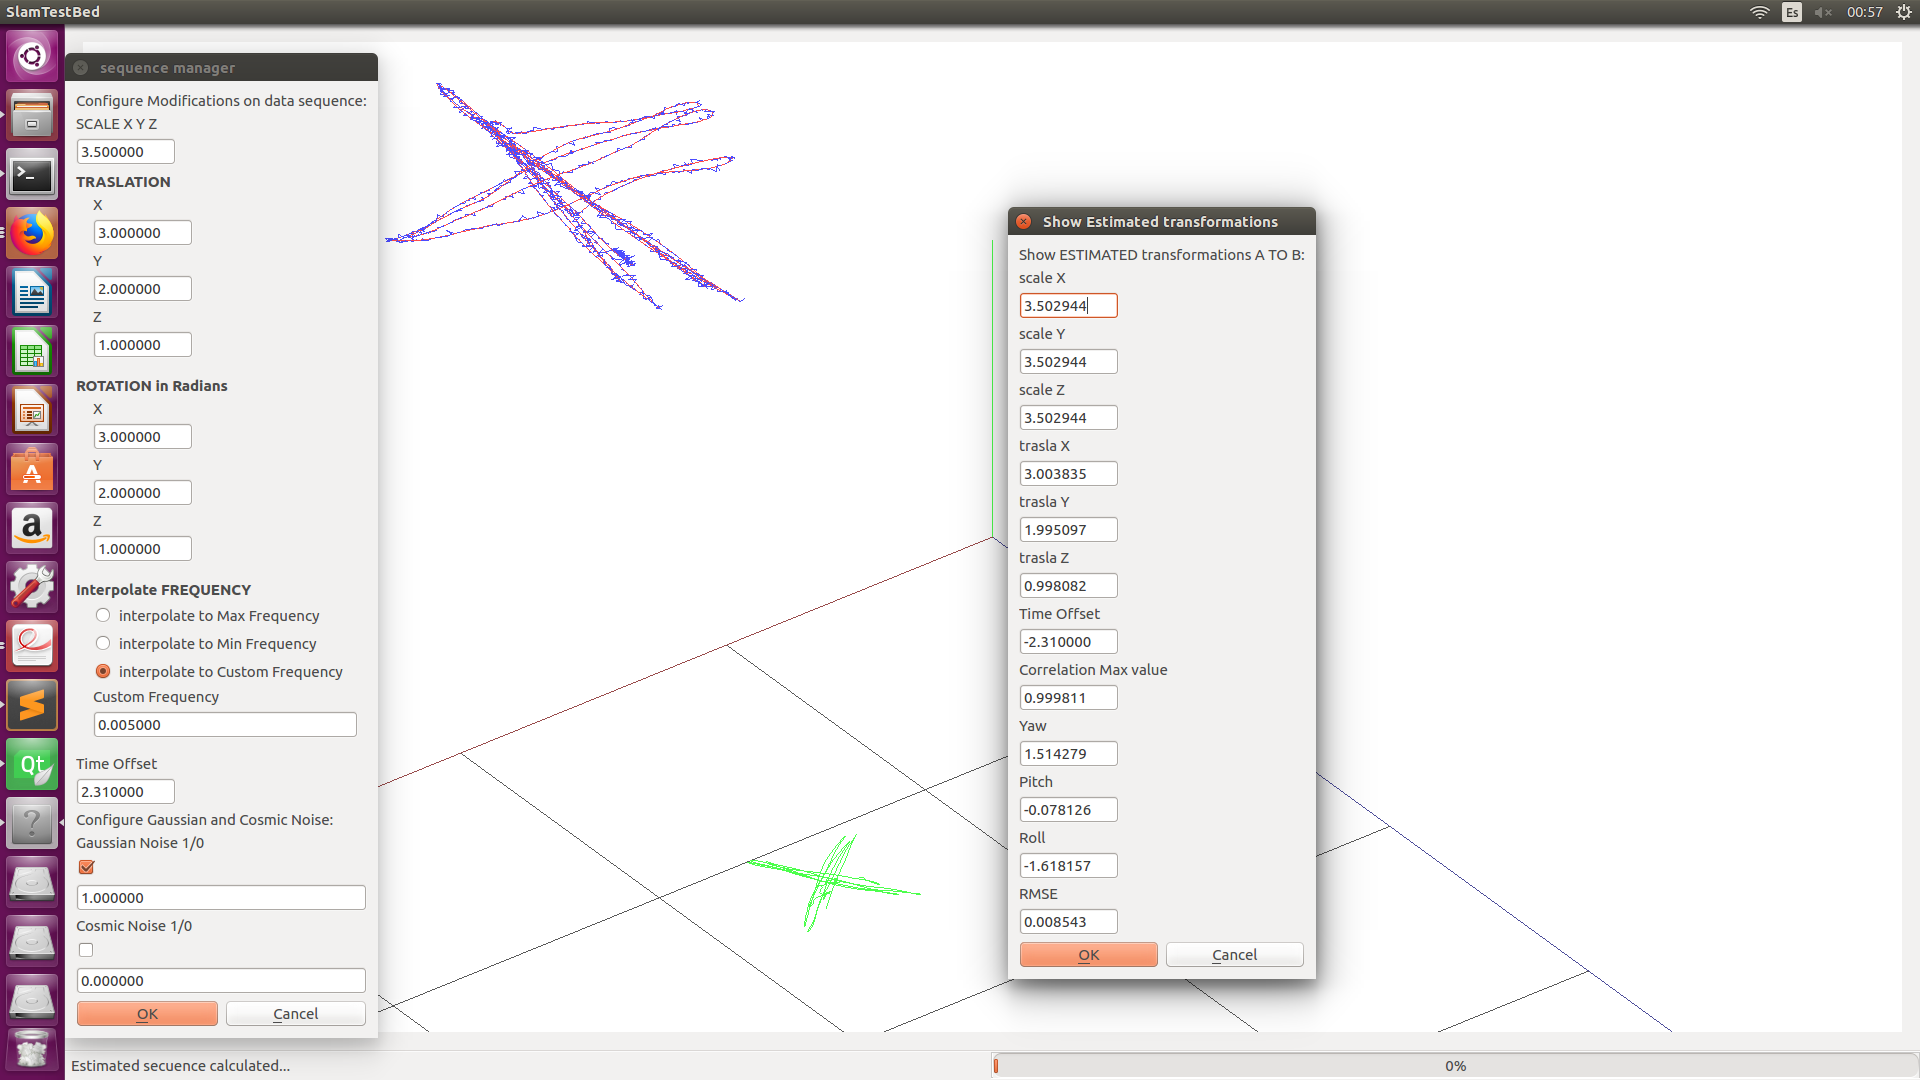 SlamTestBed
Es
00:57
sequence manager
Configure Modifications on data sequence:
SCALE X Y Z
3.500000
TRASLATION
X
3.000000
Y
2.000000
Z
1.000000
ROTATION in Radians
X
3.000000
Y
2.000000
Z
1.000000
Interpolate FREQUENCY
interpolate to Max Frequency
interpolate to Min Frequency
interpolate to Custom Frequency
Custom Frequency
0.005000
Time Offset
2.310000
Configure Gaussian and Cosmic Noise:
Gaussian Noise 1/0
1.000000
Cosmic Noise 1/0
0.000000
OK
Cancel
Show Estimated transformations
Show ESTIMATED transformations A TO B:
scale X
3.502944
scale Y
3.502944
scale Z
3.502944
trasla X
3.003835
trasla Y
1.995097
trasla Z
0.998082
Time Offset
-2.310000
Correlation Max value
0.999811
Yaw
1.514279
Pitch
-0.078126
Roll
-1.618157
RMSE
0.008543
OK
Cancel
Qt
Estimated secuence calculated...
0%